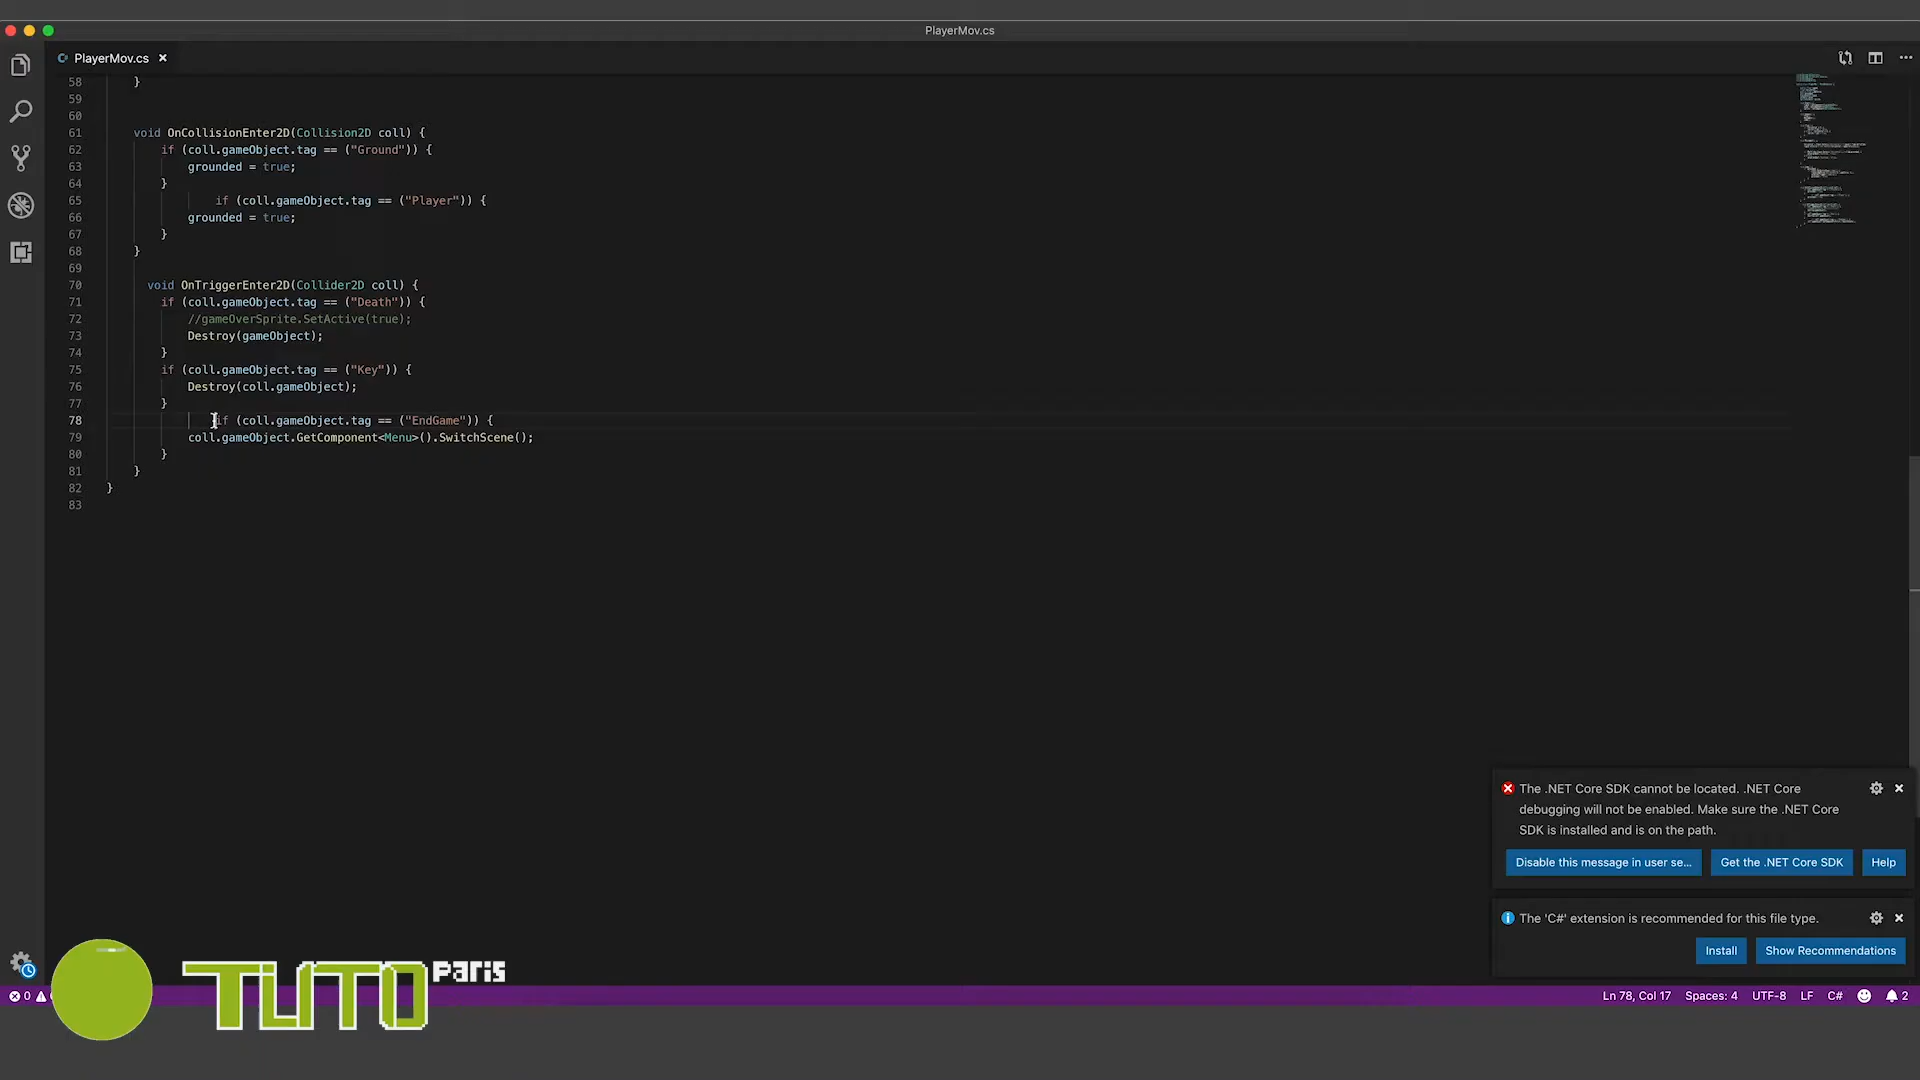 PlayerMov.cs
PlayerMov.cs
58 }
59
60
61 void OnCollisionEnter2D(Collision2D coll) {
62 if (coll.gameObject.tag == ("Ground")) {
63 grounded = true;
64 }
65 if (coll.gameObject.tag == ("Player")) {
66 grounded = true;
67 }
68 }
69
70 void OnTriggerEnter2D(Collider2D coll) {
71 if (coll.gameObject.tag == ("Death")) {
72 //gameOverSprite.SetActive(true);
73 Destroy(gameObject);
74 }
75 if (coll.gameObject.tag == ("Key")) {
76 Destroy(coll.gameObject);
77 }
78 if (coll.gameObject.tag == ("EndGame")) {
79 coll.gameObject.GetComponent<Menu>().SwitchScene();
80 }
81 }
82 }
83
The .NET Core SDK cannot be located. .NET Core
debugging will not be enabled. Make sure the .NET Core
SDK is installed and is on the path.
Disable this message in user se...
Get the .NET Core SDK
Help
The 'C#' extension is recommended for this file type.
Install
Show Recommendations
TUTO Paris
0
Ln 78, Col 17
Spaces: 4
UTF-8
LF
C#
2